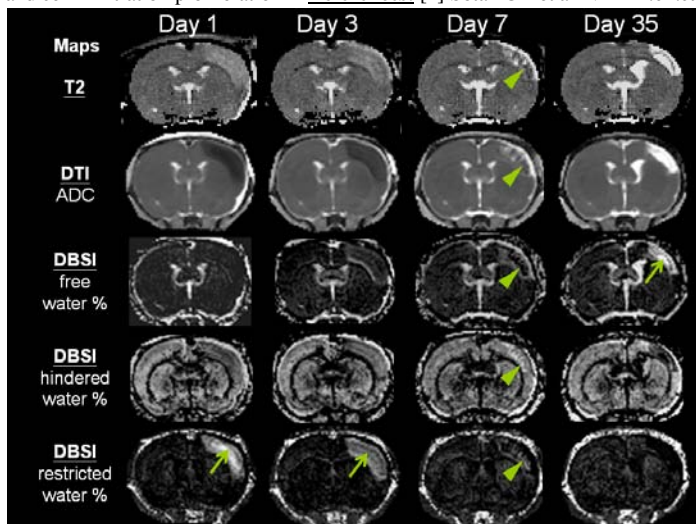 Day 1 Day 3 Day 7 Day 35
Maps
T2
DTI
ADC
DBSI
free
water %
DBSI
hindered
water %
DBSI
restricted
water %